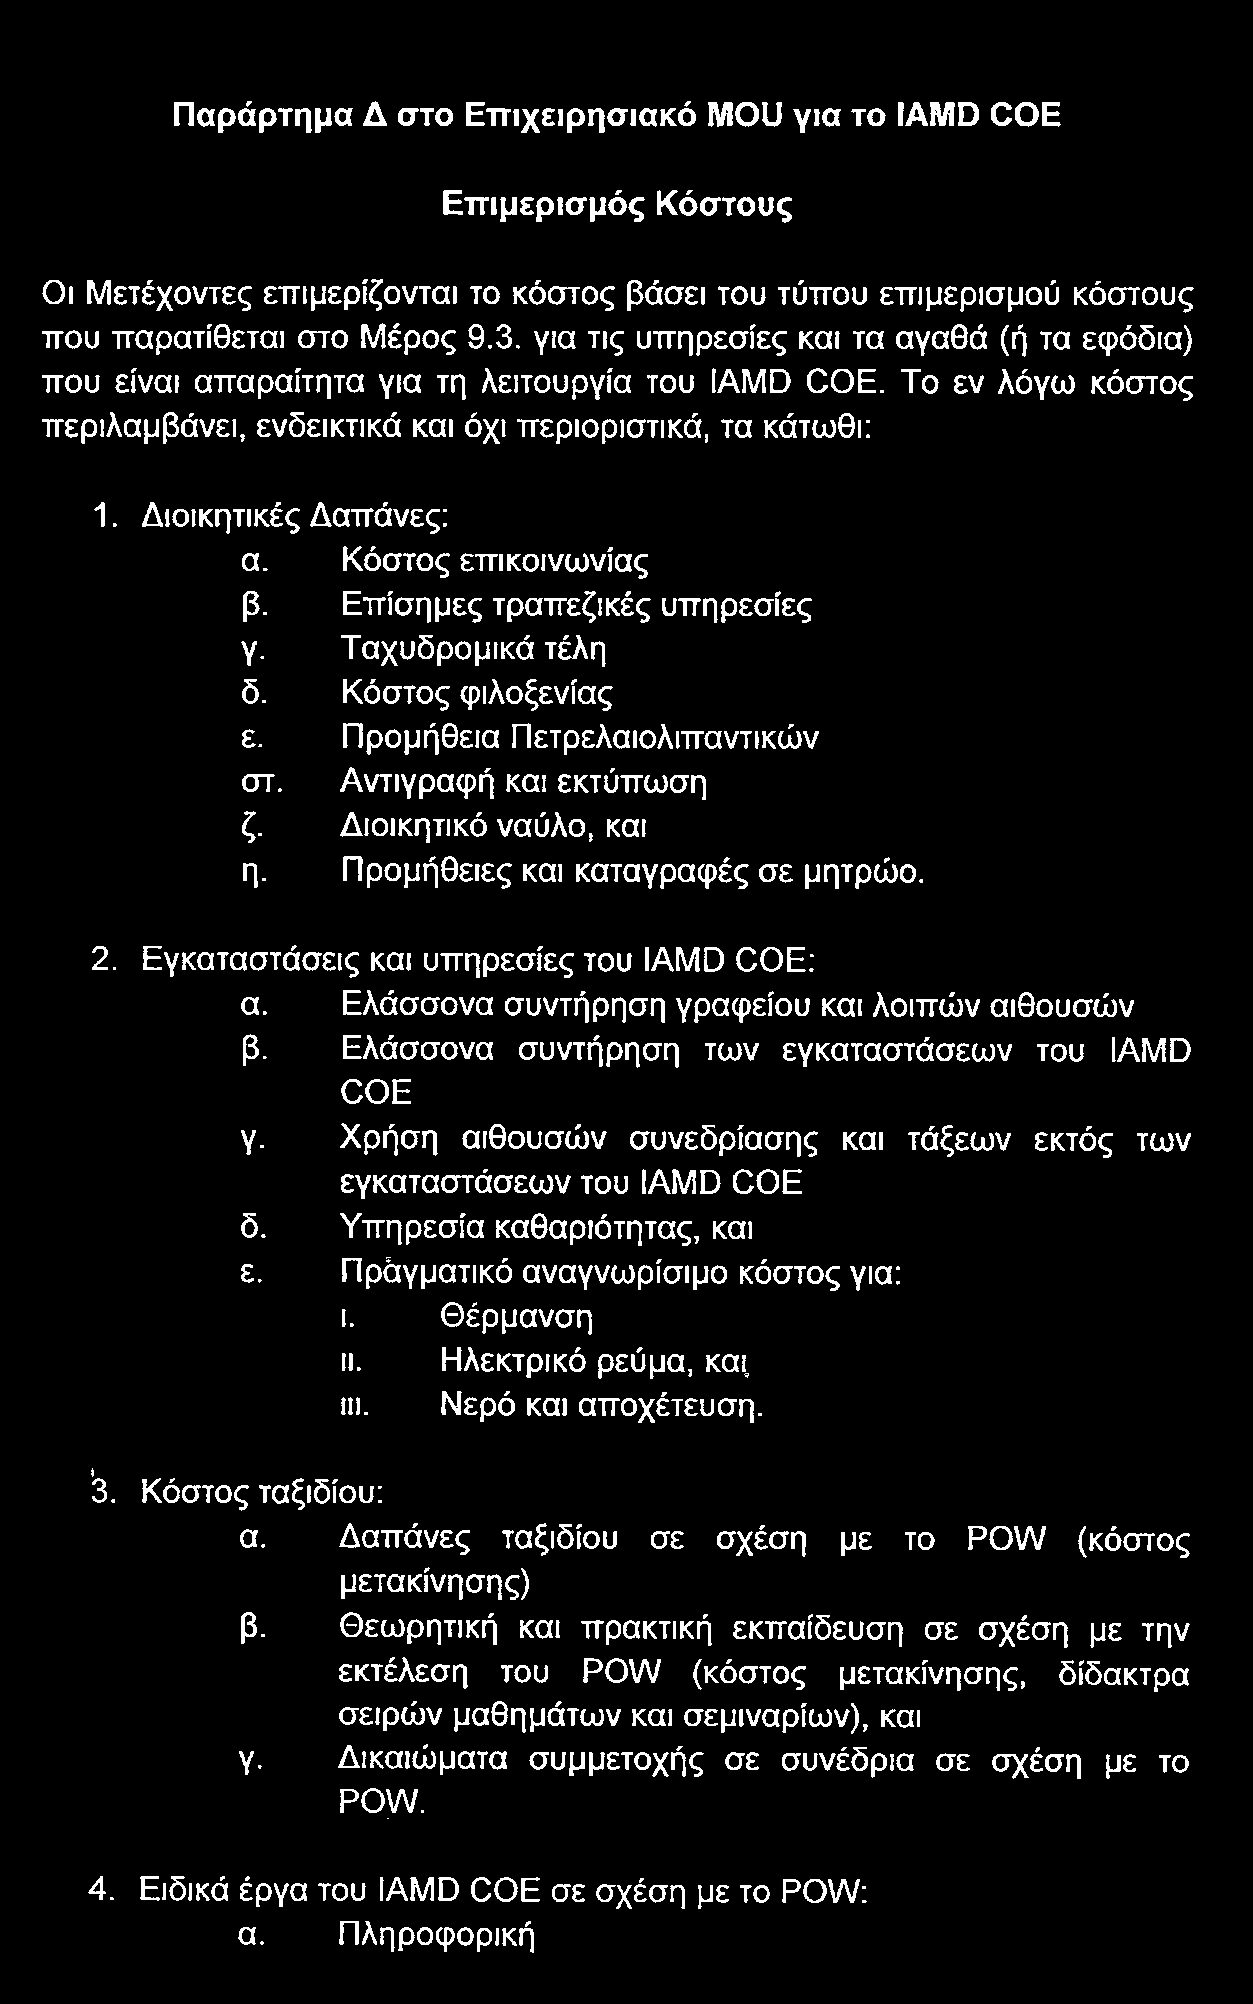 Παράρτημα Δ στο Επιχειρησιακό MOU για το IAMD COE
Επιμερισμός Κόστους
Οι Μετέχοντες επιμερίζονται το κόστος βάσει του τύπου επιμερισμού κόστους
που παρατίθεται στο Μέρος 9.3. για τις υπηρεσίες και τα αγαθά (ή τα εφόδια)
που είναι απαραίτητα για τη λειτουργία του IAMD COE. Το εν λόγω κόστος
περιλαμβάνει, ενδεικτικά και όχι περιοριστικά, τα κάτωθι:
1. Διοικητικές Δαπάνες:
α. Κόστος επικοινωνίας
β. Επίσημες τραπεζικές υπηρεσίες
γ. Ταχυδρομικά τέλη
δ. Κόστος φιλοξενίας
ε. Προμήθεια Πετρελαιολιπαντικών
στ. Αντιγραφή και εκτύπωση
ζ. Διοικητικό ναύλο, και
η. Προμήθειες και καταγραφές σε μητρώο.
2. Εγκαταστάσεις και υπηρεσίες του IAMD COE:
α. Ελάσσονα συντήρηση γραφείου και λοιπών αιθουσών
β. Ελάσσονα συντήρηση των εγκαταστάσεων του IAMD
COE
γ. Χρήση αιθουσών συνεδρίασης και τάξεων εκτός των
εγκαταστάσεων του IAMD COE
δ. Υπηρεσία καθαριότητας, και
ε. Πράγματικό αναγνωρίσιμο κόστος για:
ι. Θέρμανση
ιι. Ηλεκτρικό ρεύμα, και
ιιι. Νερό και αποχέτευση.
3. Κόστος ταξιδίου:
α. Δαπάνες ταξιδίου σε σχέση με το POW (κόστος
μετακίνησης)
β. Θεωρητική και πρακτική εκπαίδευση σε σχέση με την
εκτέλεση του POW (κόστος μετακίνησης, δίδακτρα
σειρών μαθημάτων και σεμιναρίων), και
γ. Δικαιώματα συμμετοχής σε συνέδρια σε σχέση με το
POW.
4. Ειδικά έργα του IAMD COE σε σχέση με το POW:
α. Πληροφορική